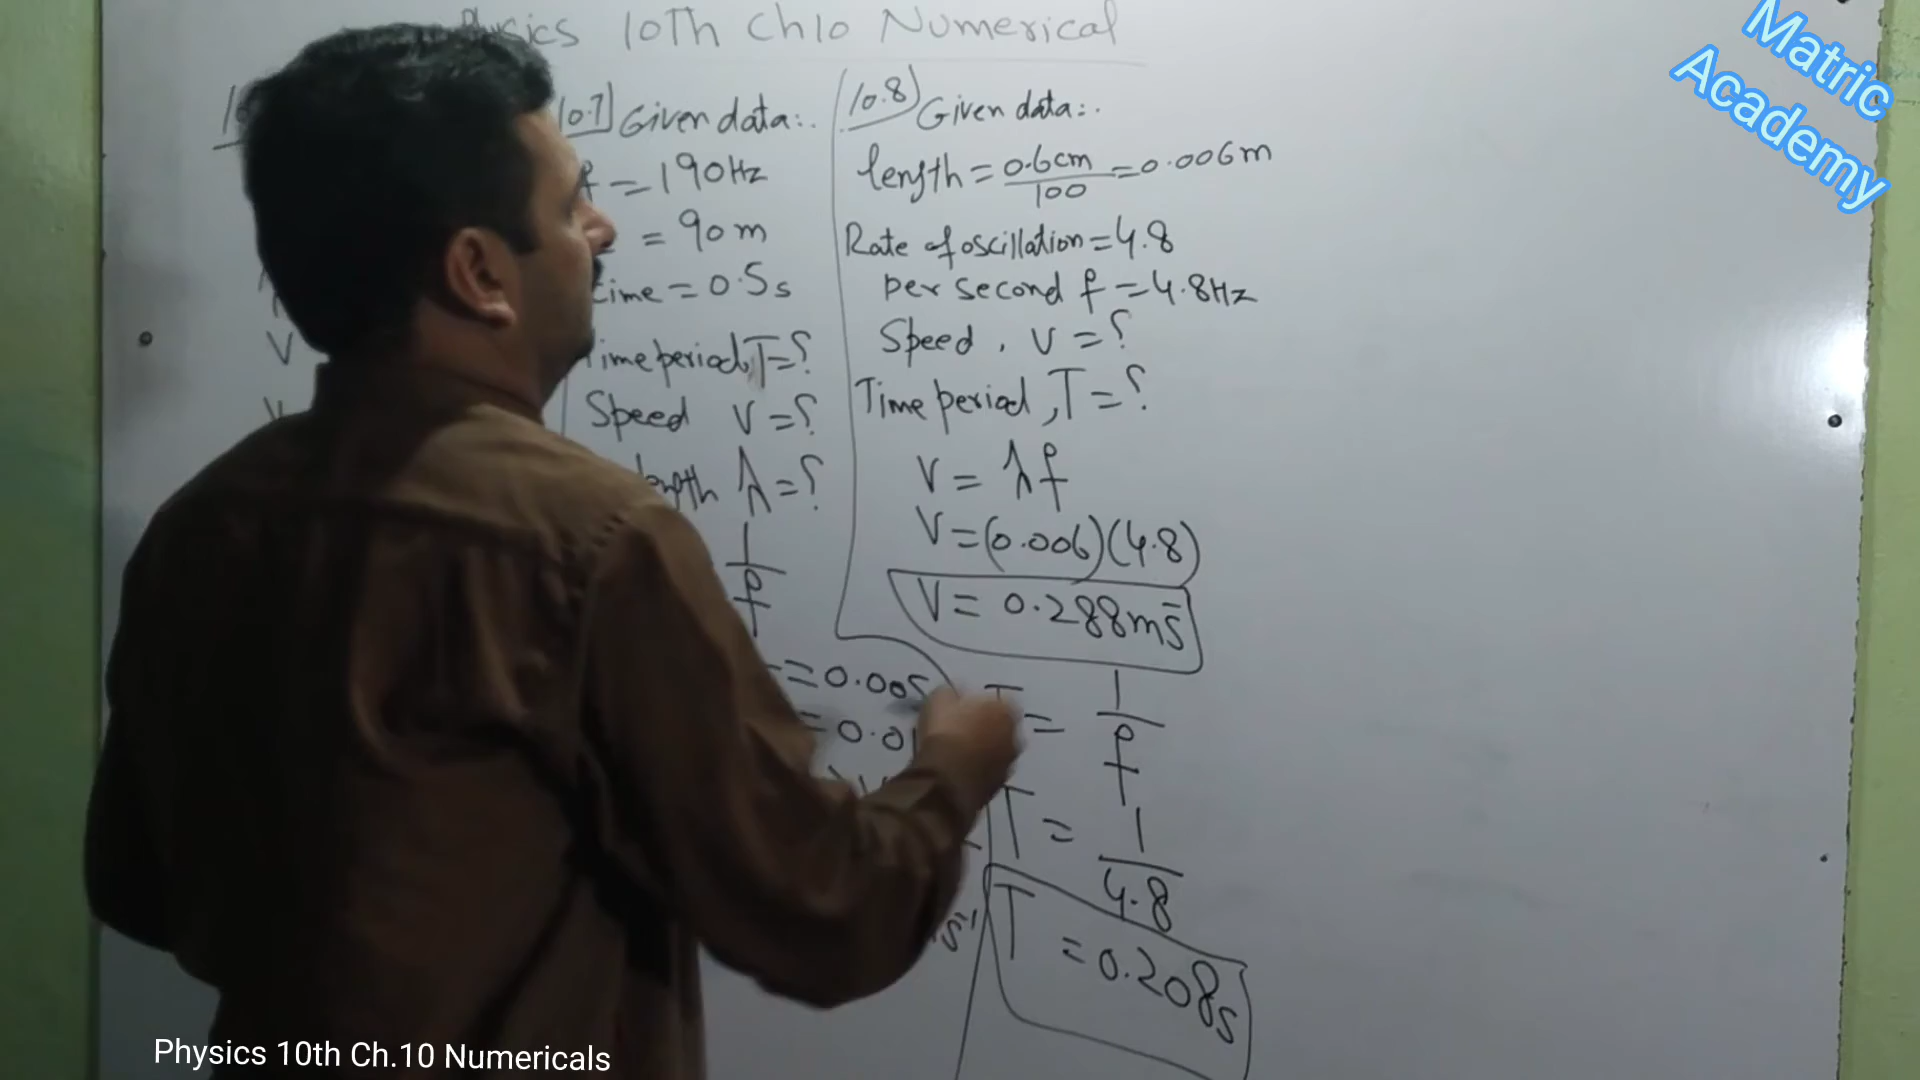 Physics 10Th Ch10 Numerical
Matric
Academy
10.7 Given data:.
f = 190Hz
= 90m
time = 0.5s
Time period, T=?
Speed V=?
length λ=?
1
f
=0.005
=0.01
10.8) Given data:.
length = 0.6cm = 0.006m
100
Rate of oscillation = 4.8
per second f = 4.8Hz
Speed, v = ?
Time period, T = ?
V = λf
V = (0.006)(4.8)
V = 0.288ms̄
T = 1
f
T = 1
4.8
T = 0.208s
Physics 10th Ch.10 Numericals